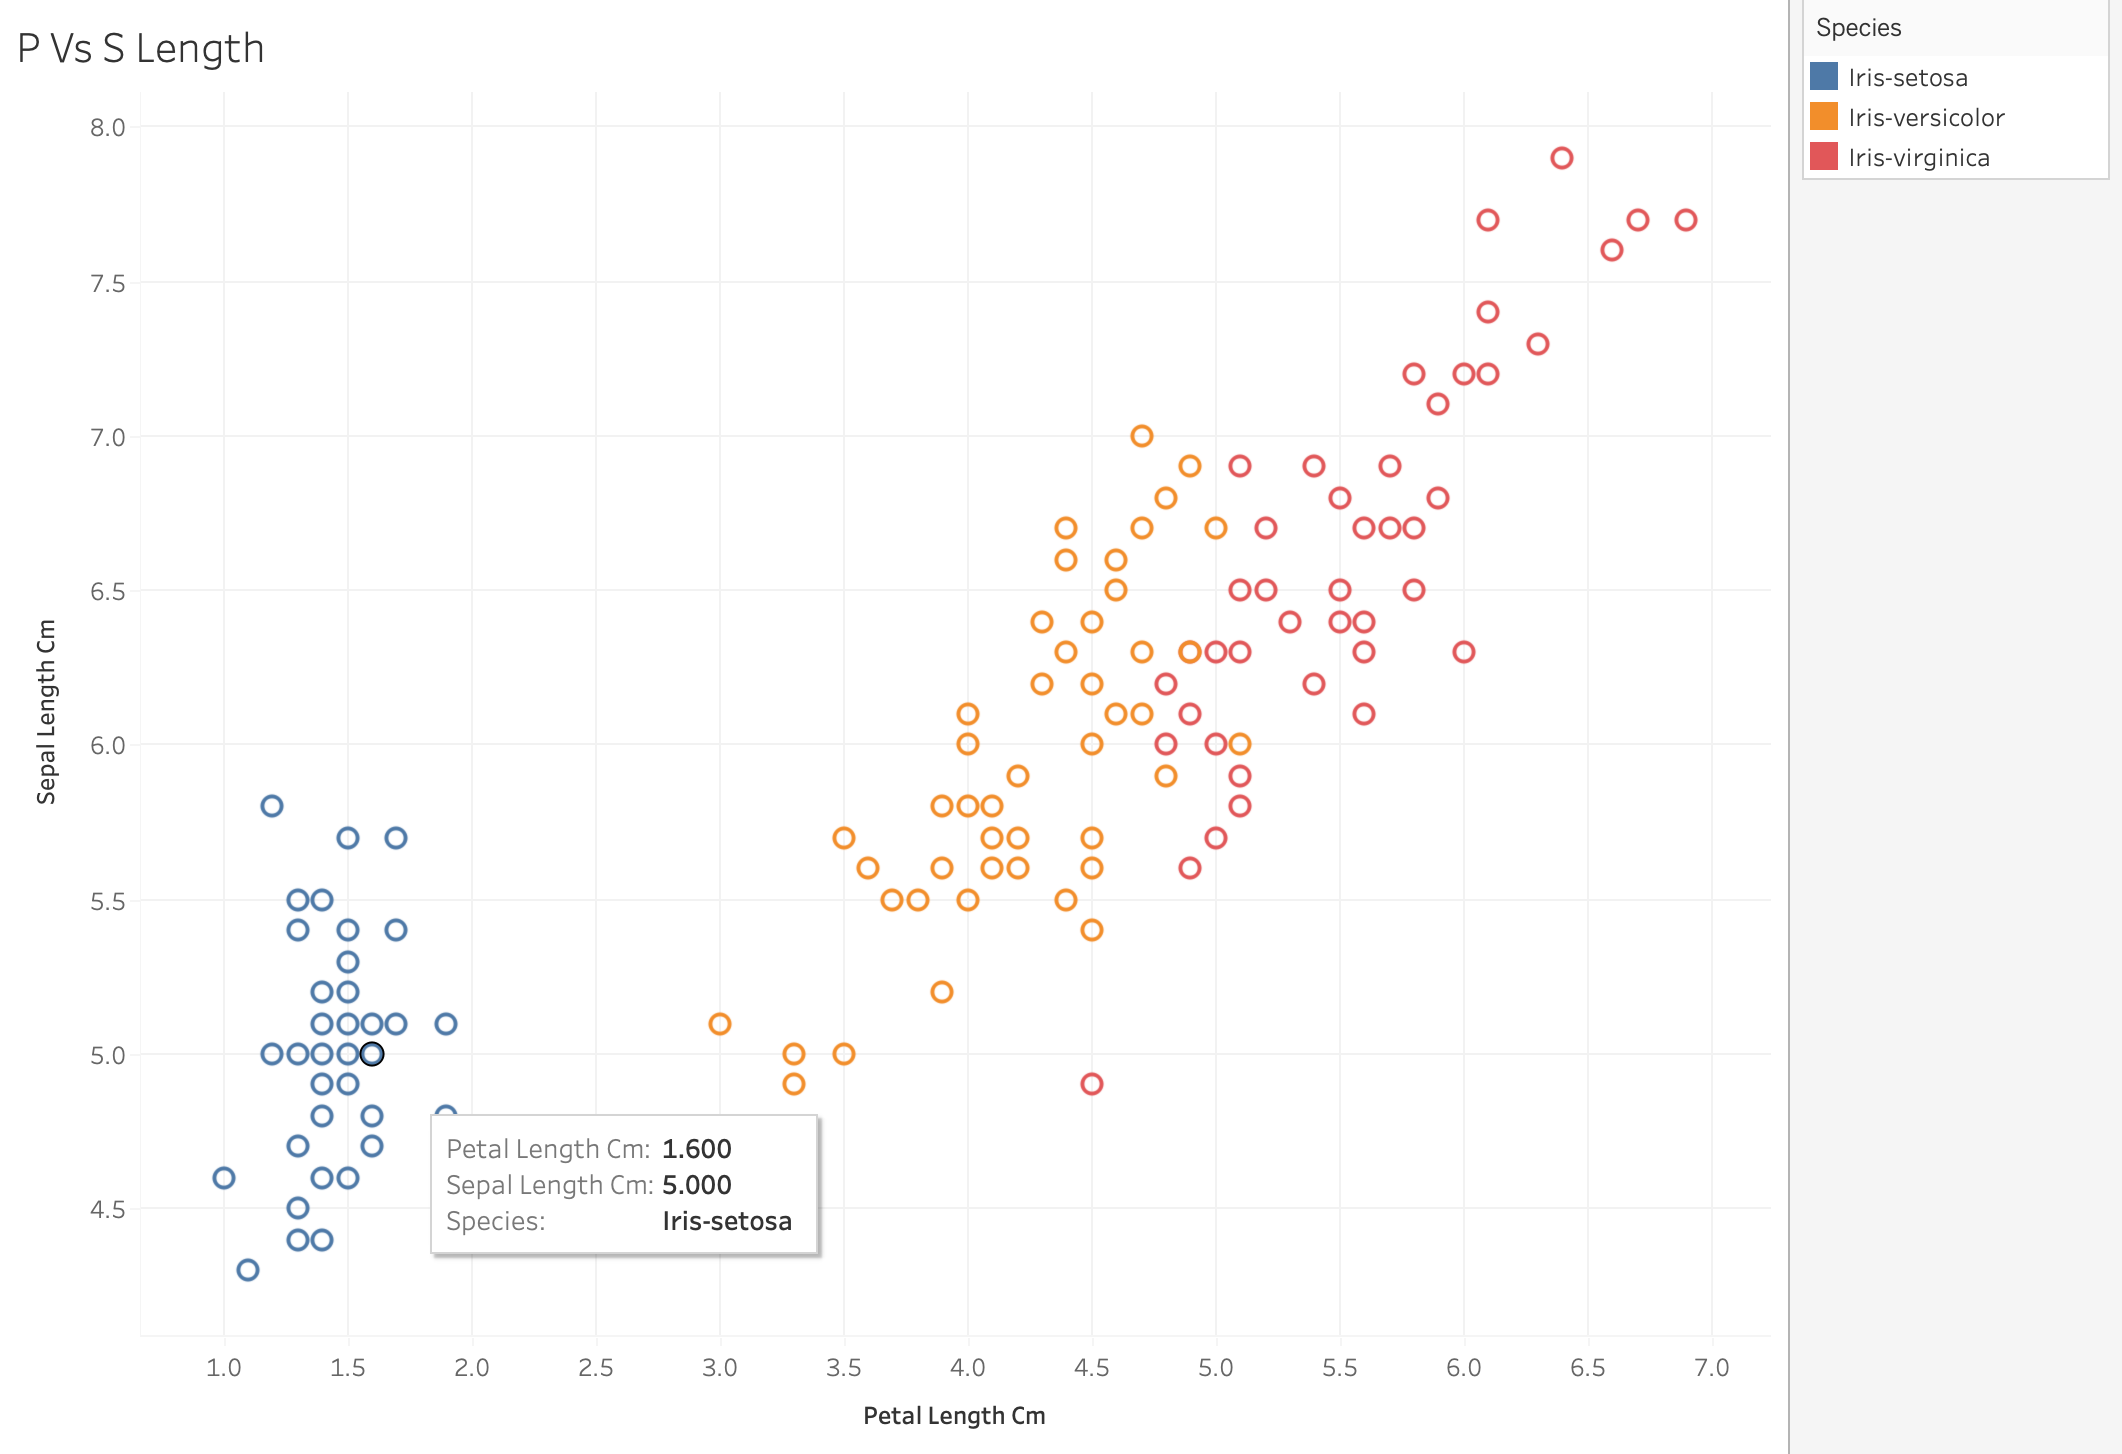 P Vs S Length
Species
Iris-setosa
Iris-versicolor
Iris-virginica
8.0
7.5
7.0
6.5
6.0
5.5
5.0
4.5
Sepal Length Cm
Petal Length Cm: 1.600
Sepal Length Cm: 5.000
Species: Iris-setosa
1.0 1.5 2.0 2.5 3.0 3.5 4.0 4.5 5.0 5.5 6.0 6.5 7.0
Petal Length Cm